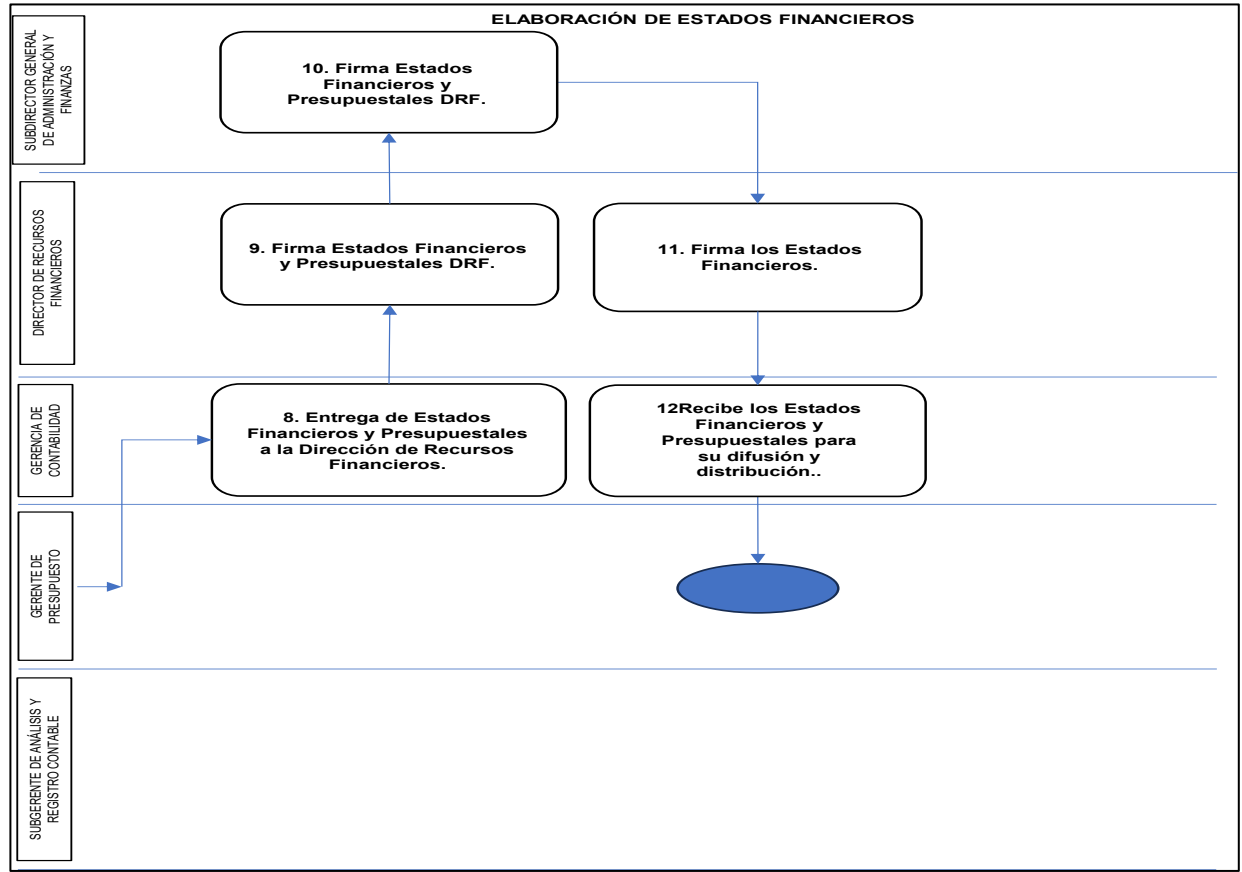 ELABORACIÓN DE ESTADOS FINANCIEROS
SUBDIRECTOR GENERAL
DE ADMINISTRACIÓN Y
FINANZAS
10. Firma Estados
Financieros y
Presupuestales DRF.
DIRECTOR DE RECURSOS
FINANCIEROS
9. Firma Estados Financieros
y Presupuestales DRF.
11. Firma los Estados
Financieros.
GERENCIA DE
CONTABILIDAD
8. Entrega de Estados
Financieros y Presupuestales
a la Dirección de Recursos
Financieros.
12Recibe los Estados
Financieros y
Presupuestales para
su difusión y
distribución..
GERENTE DE
PRESUPUESTO
SUBGERENTE DE ANÁLISIS Y
REGISTRO CONTABLE